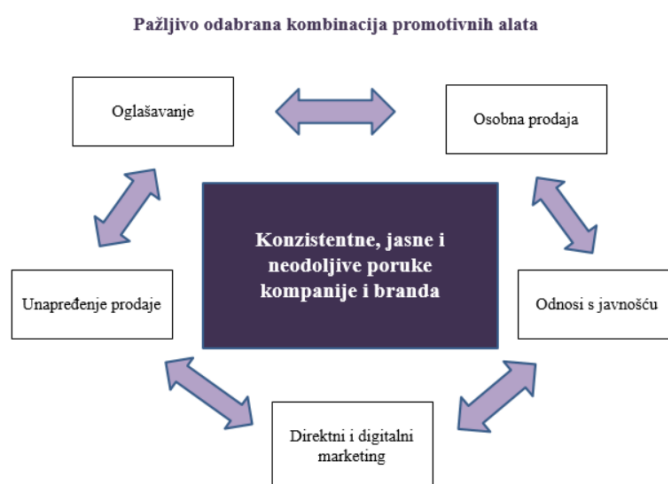 Pažljivo odabrana kombinacija promotivnih alata
Oglašavanje
Osobna prodaja
Konzistentne, jasne i
neodoljive poruke
kompanije i branda
Unapređenje prodaje
Odnosi s javnošću
Direktni i digitalni
marketing